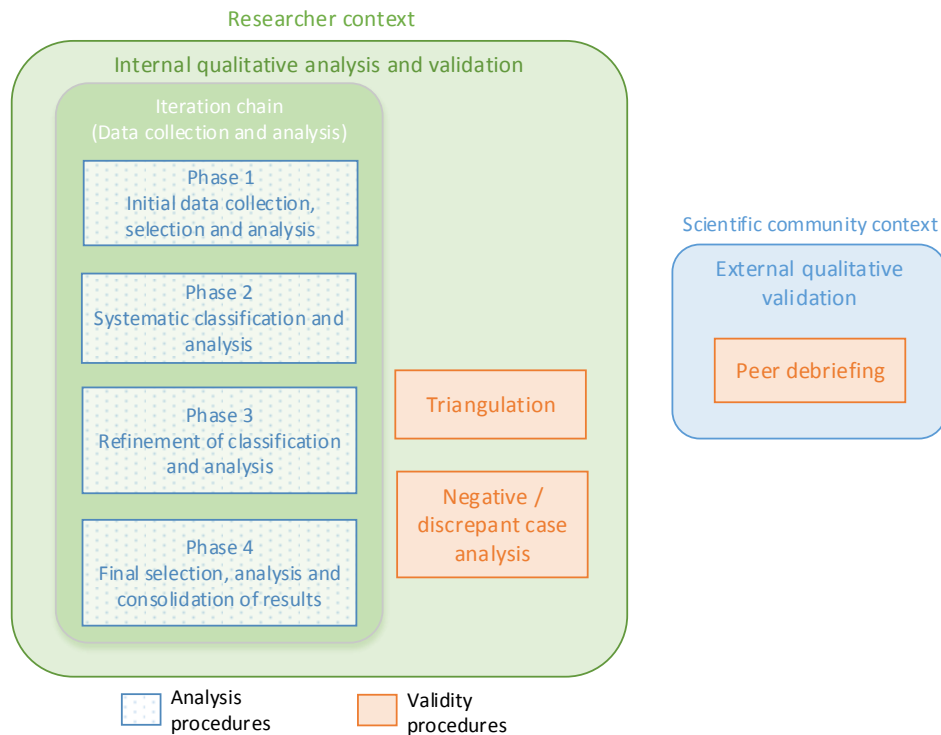 Researcher context
Internal qualitative analysis and validation
Iteration chain
(Data collection and analysis)
Phase 1
Initial data collection,
selection and analysis
Phase 2
Systematic classification and
analysis
Phase 3
Refinement of classification
and analysis
Phase 4
Final selection, analysis and
consolidation of results
Triangulation
Negative /
discrepant case
analysis
Scientific community context
External qualitative
validation
Peer debriefing
Analysis
procedures
Validity
procedures